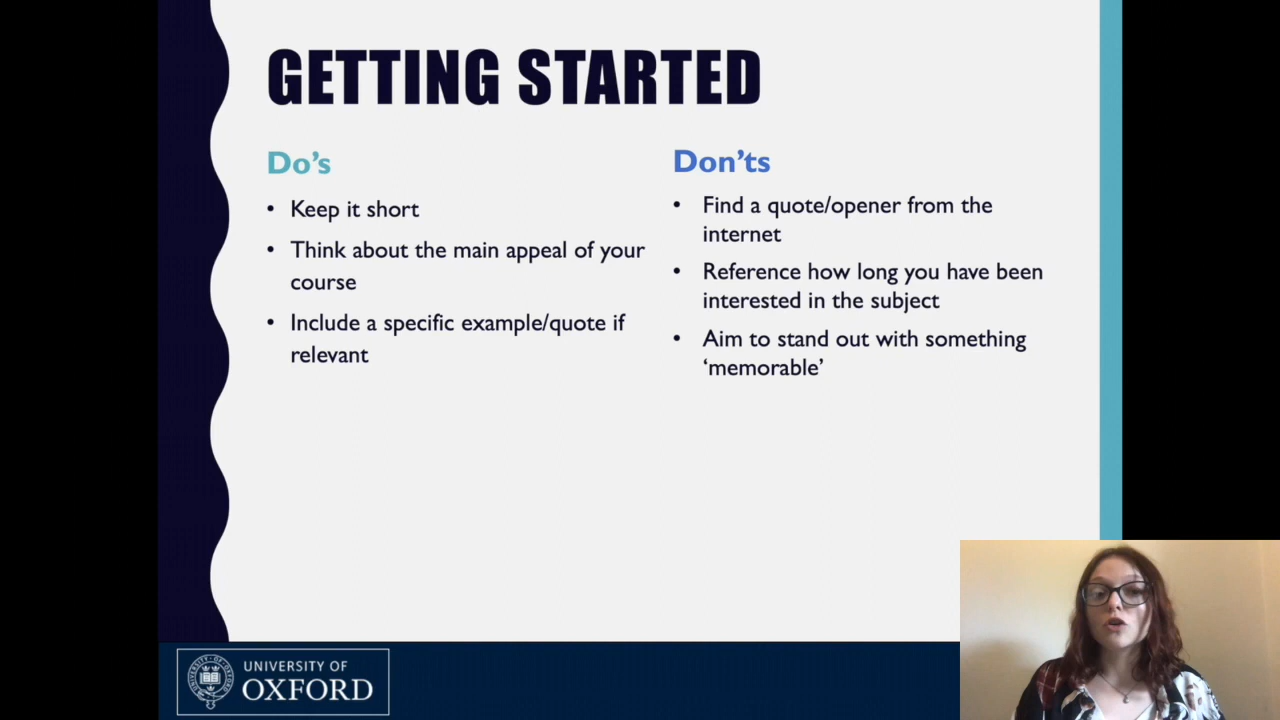 GETTING STARTED
Do's
• Keep it short
• Think about the main appeal of your
course
• Include a specific example/quote if
relevant
Don'ts
• Find a quote/opener from the
internet
• Reference how long you have been
interested in the subject
• Aim to stand out with something
‘memorable’
UNIVERSITY OF
OXFORD